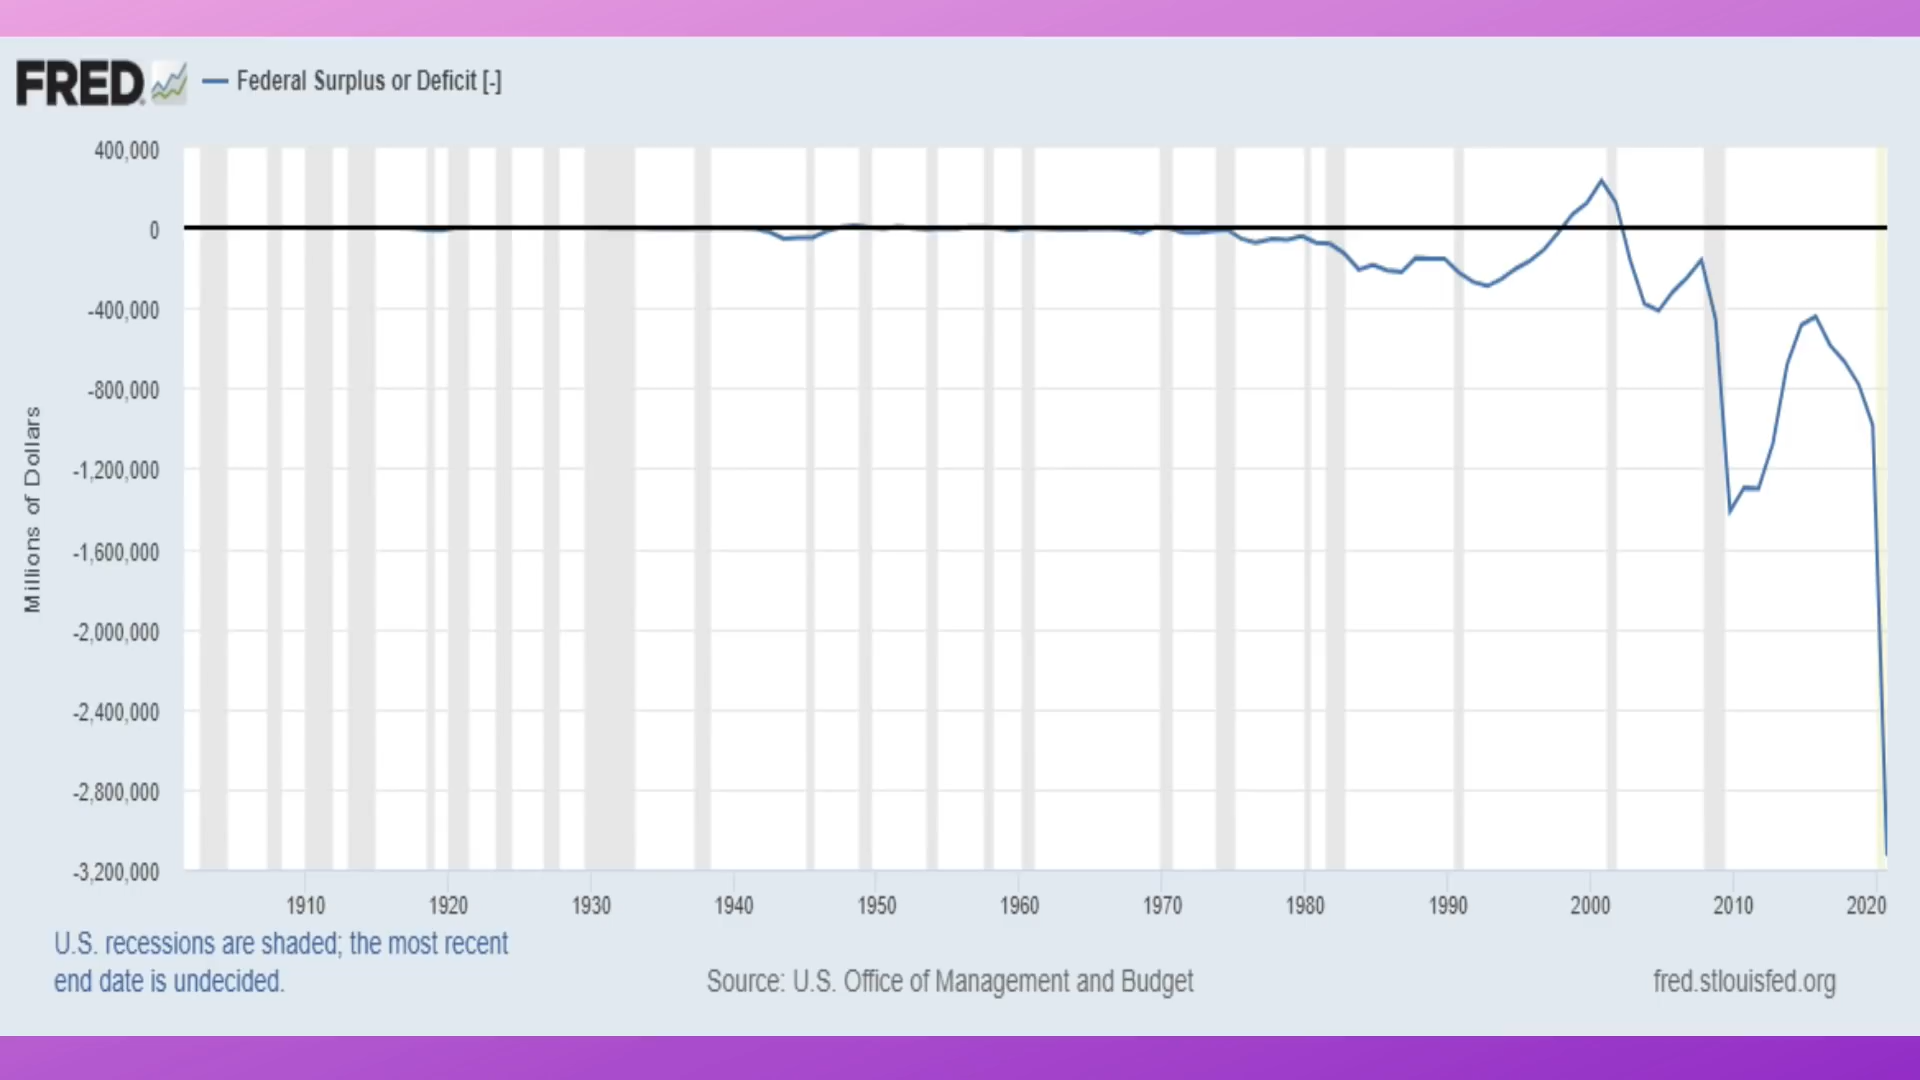 FRED
Federal Surplus or Deficit [-]
400,000
0
-400,000
-800,000
-1,200,000
-1,600,000
-2,000,000
-2,400,000
-2,800,000
-3,200,000
Millions of Dollars
1910 1920 1930 1940 1950 1960 1970 1980 1990 2000 2010 2020
U.S. recessions are shaded; the most recent
end date is undecided.
Source: U.S. Office of Management and Budget
fred.stlouisfed.org